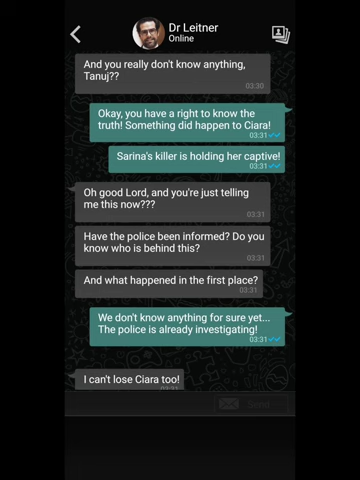 Dr Leitner
Online
And you really don't know anything,
Tanuj??
03:30
Okay, you have a right to know the
truth! Something did happen to Ciara!
03:31
Sarina's killer is holding her captive!
03:31
Oh good Lord, and you're just telling
me this now???
03:31
Have the police been informed? Do you
know who is behind this?
03:31
And what happened in the first place?
03:31
We don't know anything for sure yet...
The police is already investigating!
03:31
I can't lose Ciara too!
03:31
Send